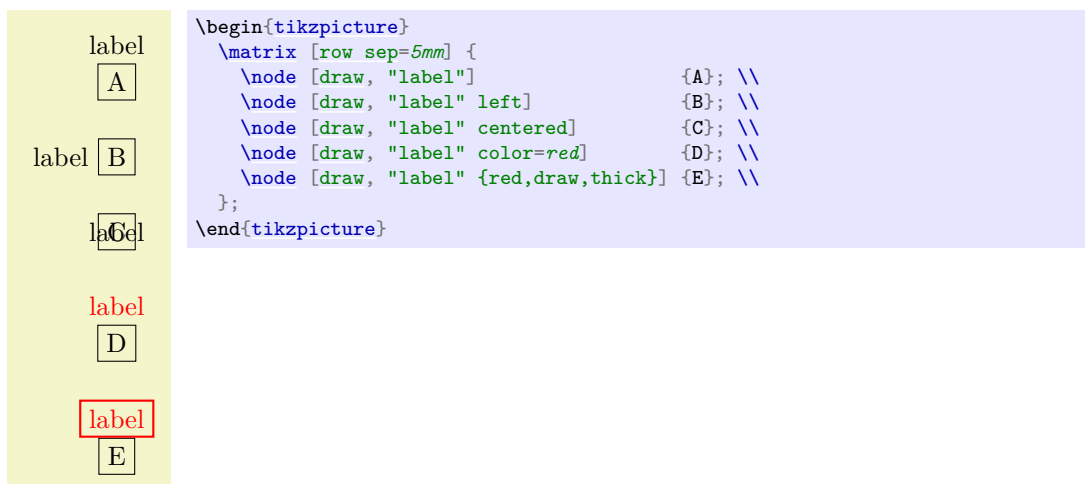 label
A
label B
label
C
label
D
label
E
\begin{tikzpicture}
  \matrix [row sep=5mm] {
    \node [draw, "label"]                  {A}; \\
    \node [draw, "label" left]             {B}; \\
    \node [draw, "label" centered]         {C}; \\
    \node [draw, "label" color=red]        {D}; \\
    \node [draw, "label" {red,draw,thick}] {E}; \\
  };
\end{tikzpicture}